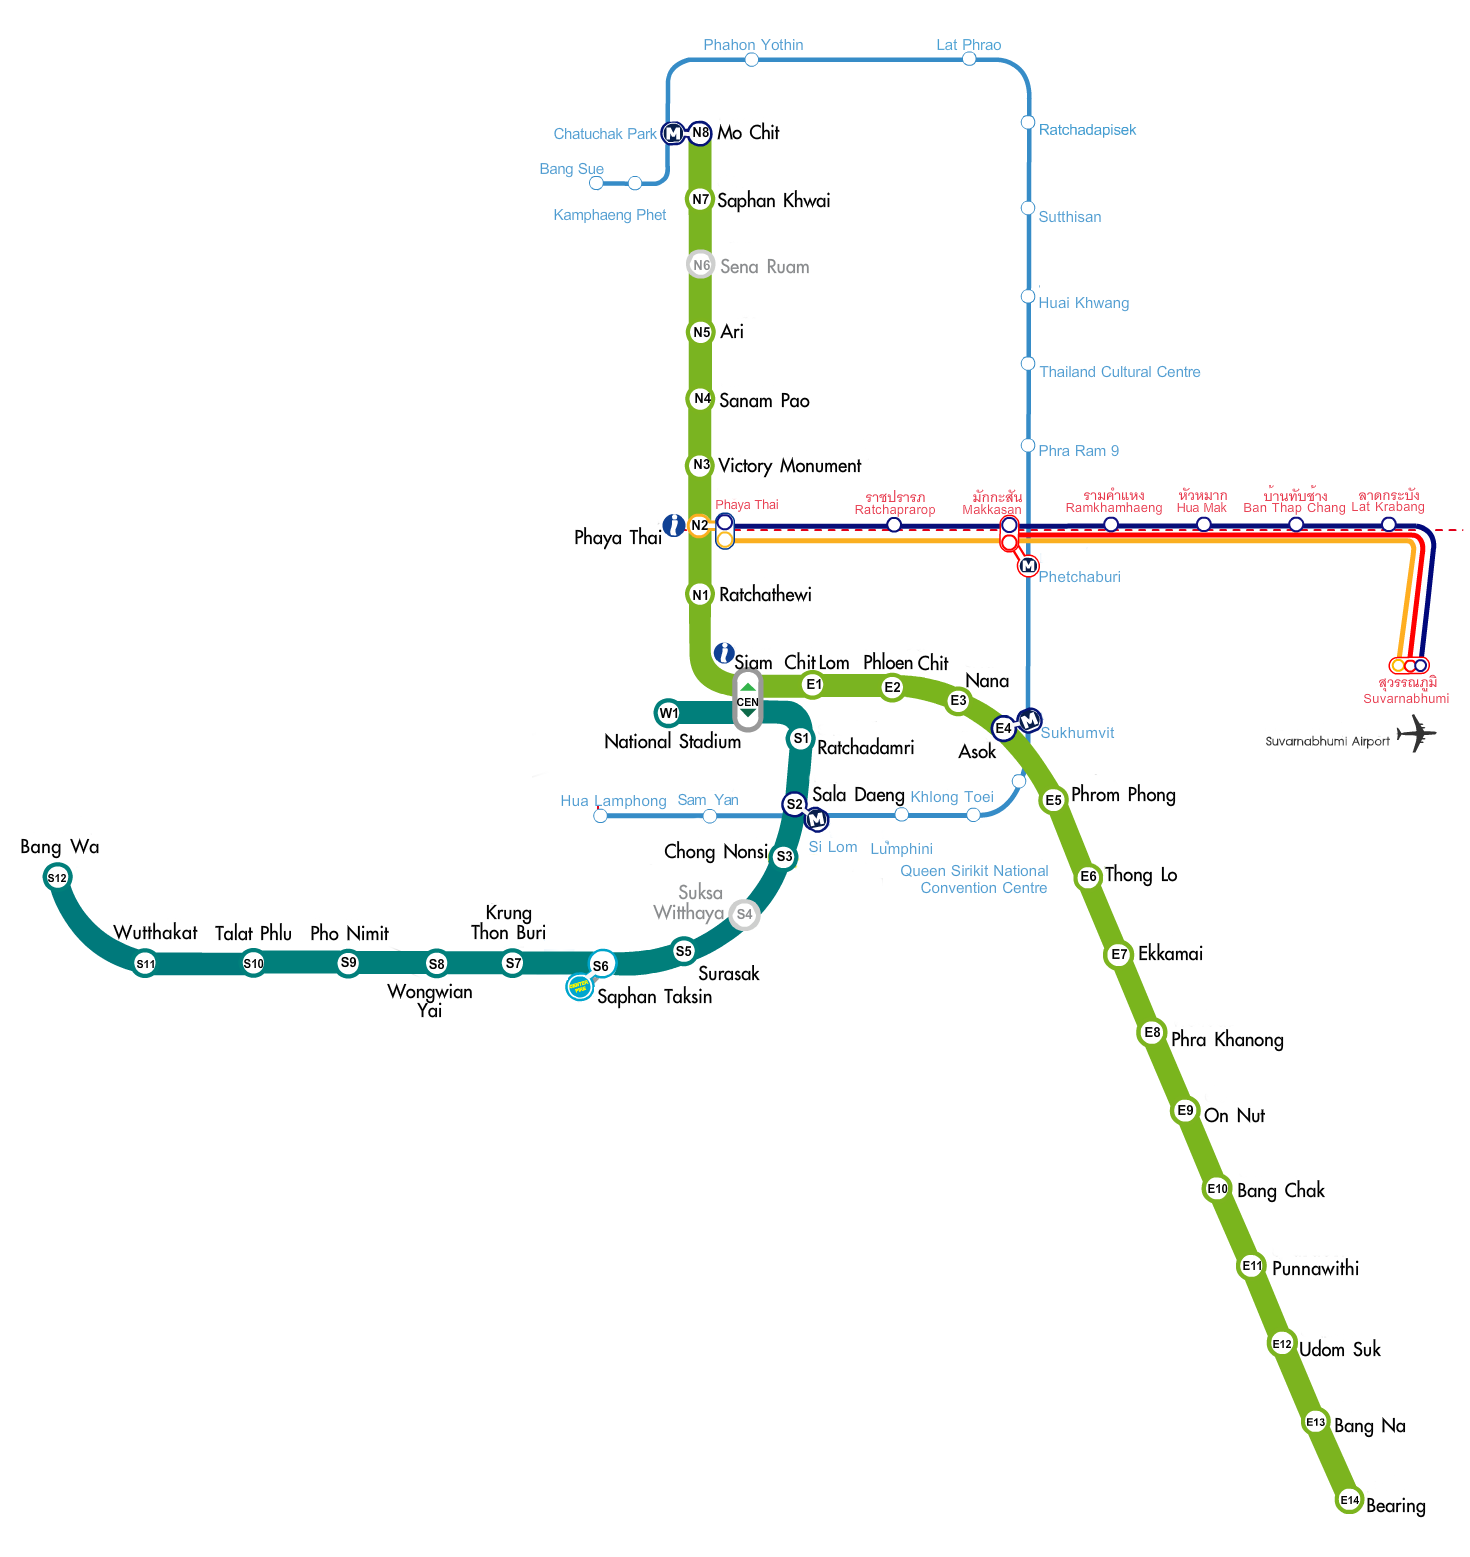 Phahon Yothin
Lat Phrao
Chatuchak Park
M
N8
Mo Chit
Ratchadapisek
Bang Sue
Kamphaeng Phet
N7
Saphan Khwai
Sutthisan
N6
Sena Ruam
Huai Khwang
N5
Ari
Thailand Cultural Centre
N4
Sanam Pao
Phra Ram 9
N3
Victory Monument
Phaya Thai
ราชปรารภ
Ratchaprarop
มักกะสัน
Makkasan
รามคำแหง
Ramkhamhaeng
หัวหมาก
Hua Mak
บ้านทับช้าง
Ban Thap Chang
ลาดกระบัง
Lat Krabang
i
N2
Phaya Thai
M
Phetchaburi
N1
Ratchathewi
i
Siam
Chit Lom
Phloen Chit
Nana
CEN
E1
E2
E3
สุวรรณภูมิ
Suvarnabhumi
W1
National Stadium
S1
Ratchadamri
E4
M
Asok
Sukhumvit
Suvarnabhumi Airport
Hua Lamphong
Sam Yan
S2
M
Sala Daeng
Khlong Toei
E5
Phrom Phong
Si Lom
Lumphini
Queen Sirikit National
Convention Centre
Chong Nonsi
S3
Bang Wa
S12
E6
Thong Lo
Suksa
Witthaya
S4
Wutthakat
Talat Phlu
Pho Nimit
Krung
Thon Buri
S11
S10
S9
S8
S7
S6
S5
Surasak
E7
Ekkamai
Wongwian
Yai
Saphan Taksin
E8
Phra Khanong
E9
On Nut
E10
Bang Chak
E11
Punnawithi
E12
Udom Suk
E13
Bang Na
E14
Bearing